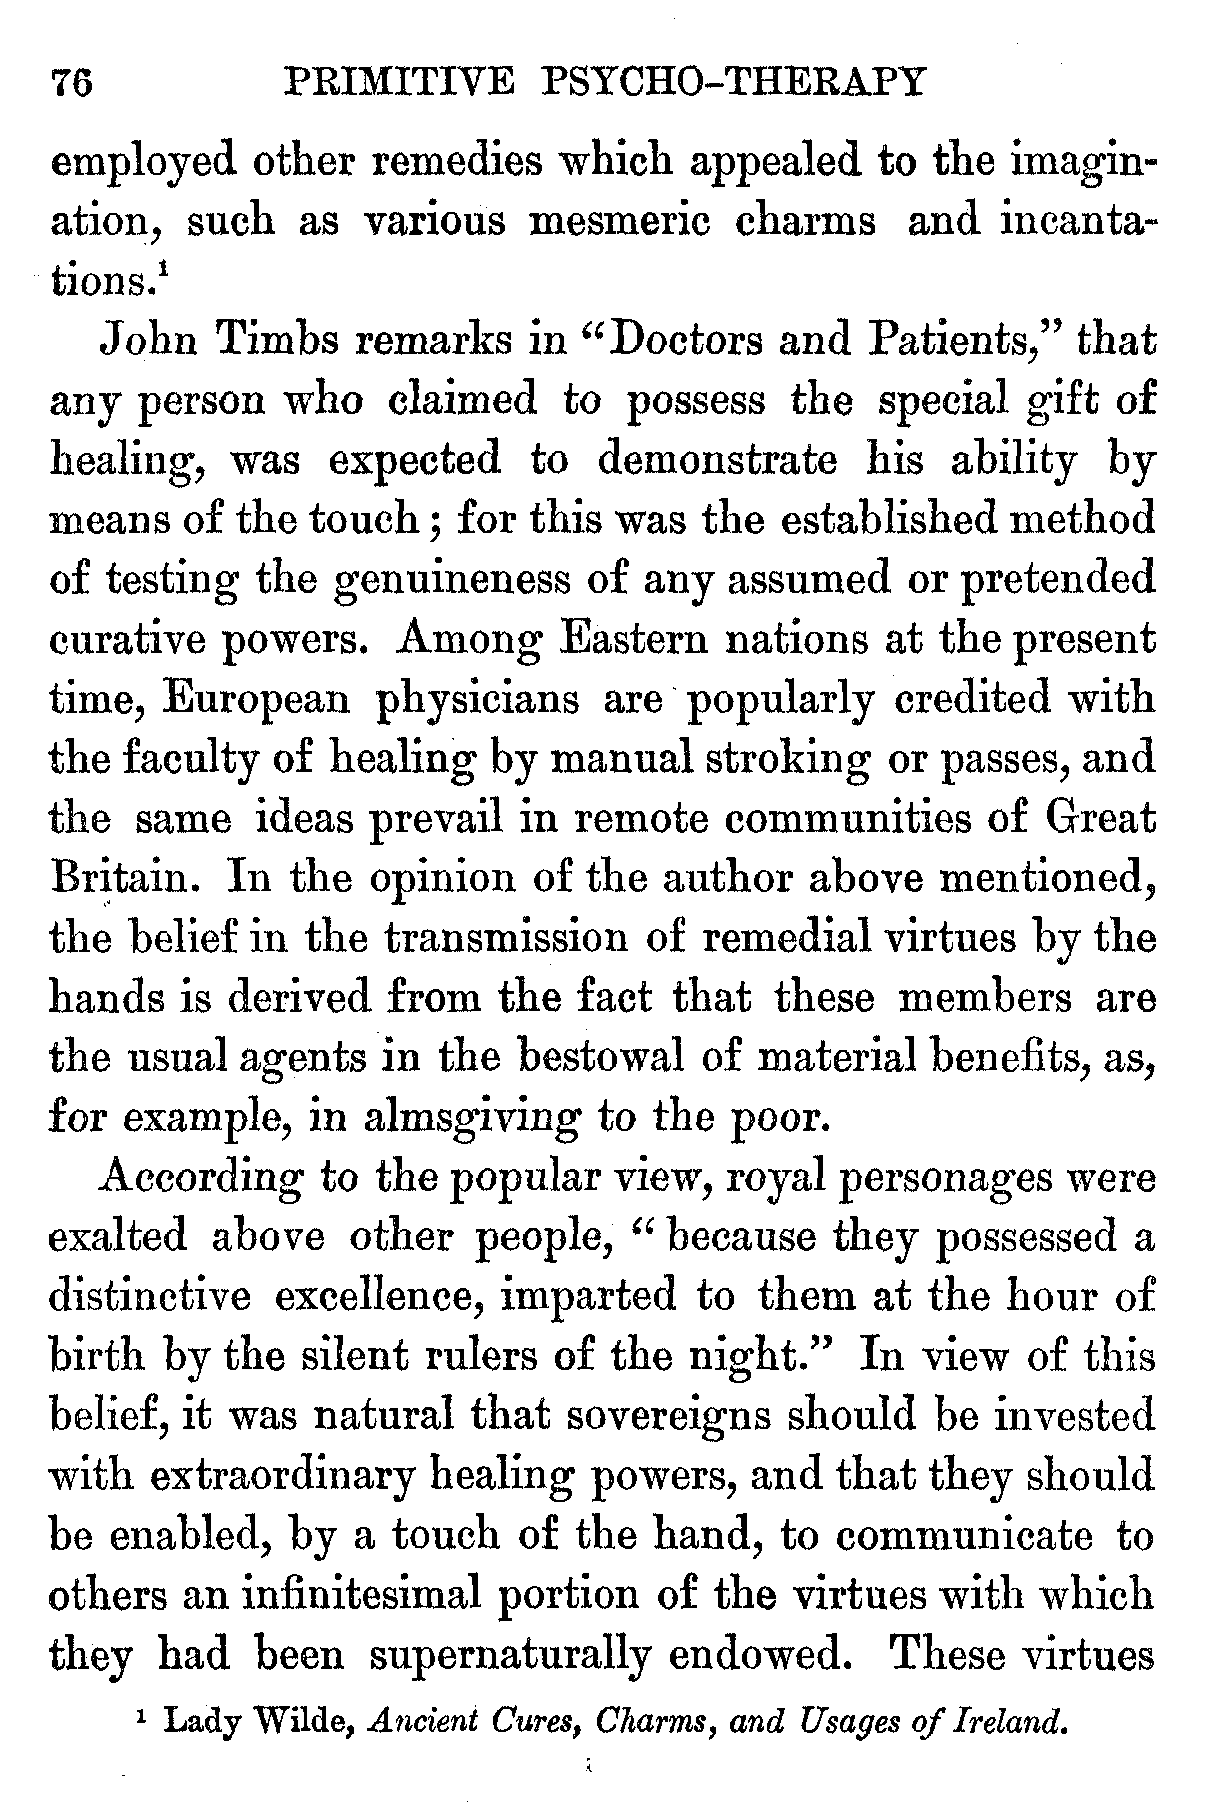 76 PRIMITIVE PSYCHO-THERAPY
employed other remedies which appealed to the imagin-
ation, such as various mesmeric charms and incanta-
tions.¹
John Timbs remarks in “Doctors and Patients,” that
any person who claimed to possess the special gift of
healing, was expected to demonstrate his ability by
means of the touch; for this was the established method
of testing the genuineness of any assumed or pretended
curative powers. Among Eastern nations at the present
time, European physicians are popularly credited with
the faculty of healing by manual stroking or passes, and
the same ideas prevail in remote communities of Great
Britain. In the opinion of the author above mentioned,
the belief in the transmission of remedial virtues by the
hands is derived from the fact that these members are
the usual agents in the bestowal of material benefits, as,
for example, in almsgiving to the poor.
According to the popular view, royal personages were
exalted above other people, “because they possessed a
distinctive excellence, imparted to them at the hour of
birth by the silent rulers of the night.” In view of this
belief, it was natural that sovereigns should be invested
with extraordinary healing powers, and that they should
be enabled, by a touch of the hand, to communicate to
others an infinitesimal portion of the virtues with which
they had been supernaturally endowed. These virtues
¹ Lady Wilde, Ancient Cures, Charms, and Usages of Ireland.